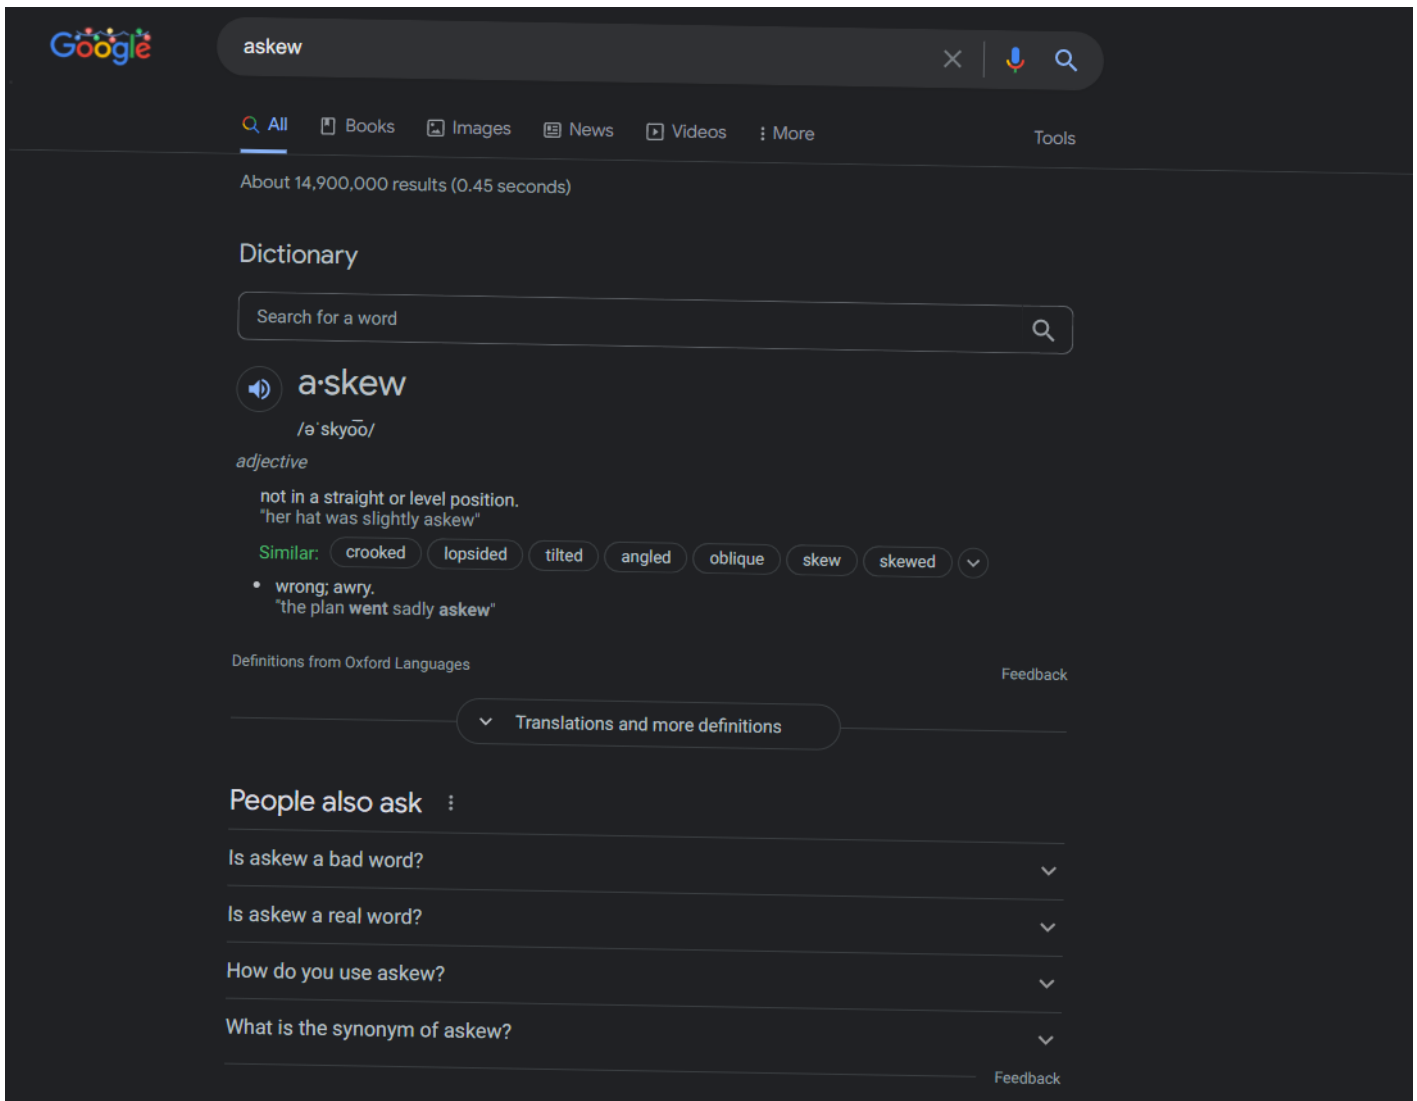 Google
askew
All Books Images News Videos More Tools
About 14,900,000 results (0.45 seconds)
Dictionary
Search for a word
a·skew
/əˈskyo͞o/
adjective
not in a straight or level position.
"her hat was slightly askew"
Similar: crooked lopsided tilted angled oblique skew skewed
• wrong; awry.
"the plan went sadly askew"
Definitions from Oxford Languages
Feedback
Translations and more definitions
People also ask
Is askew a bad word?
Is askew a real word?
How do you use askew?
What is the synonym of askew?
Feedback